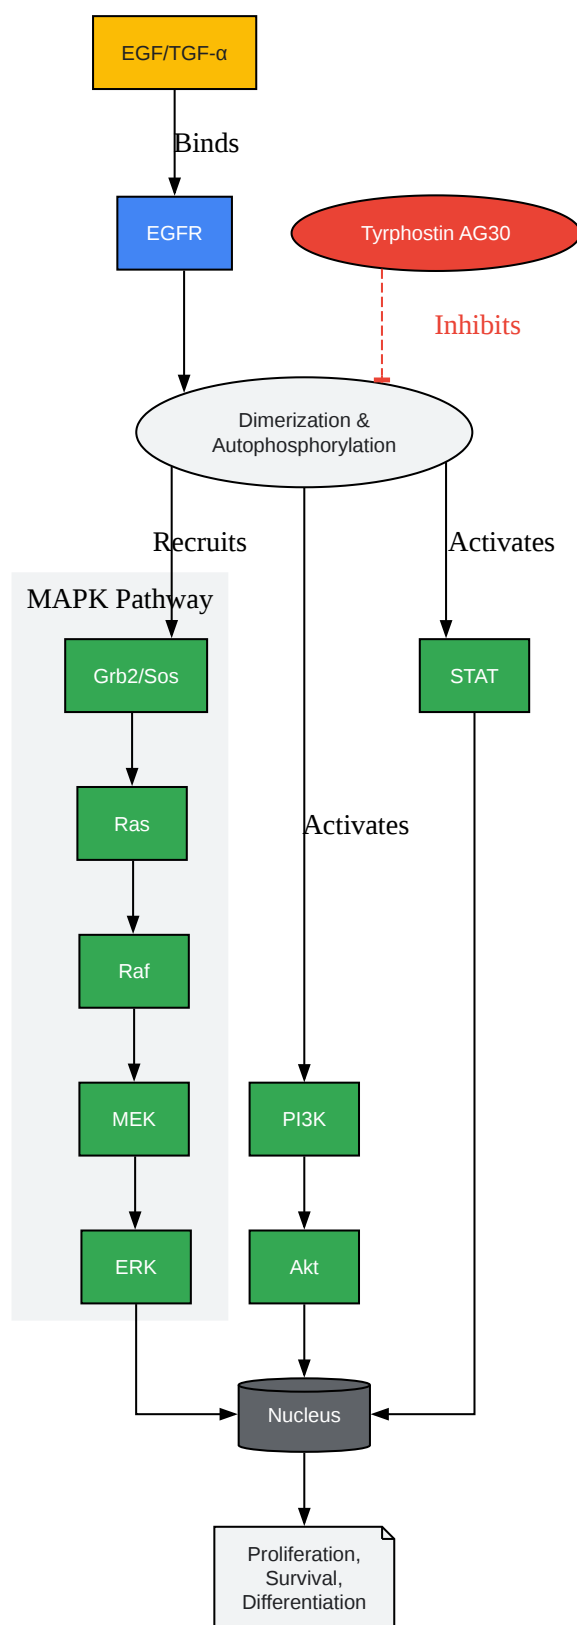 EGF/TGF-α
Binds
EGFR
Tyrphostin AG30
Inhibits
Dimerization &
Autophosphorylation
Recruits
Activates
MAPK Pathway
Grb2/Sos
STAT
Ras
Activates
Raf
MEK
PI3K
ERK
Akt
Nucleus
Proliferation,
Survival,
Differentiation